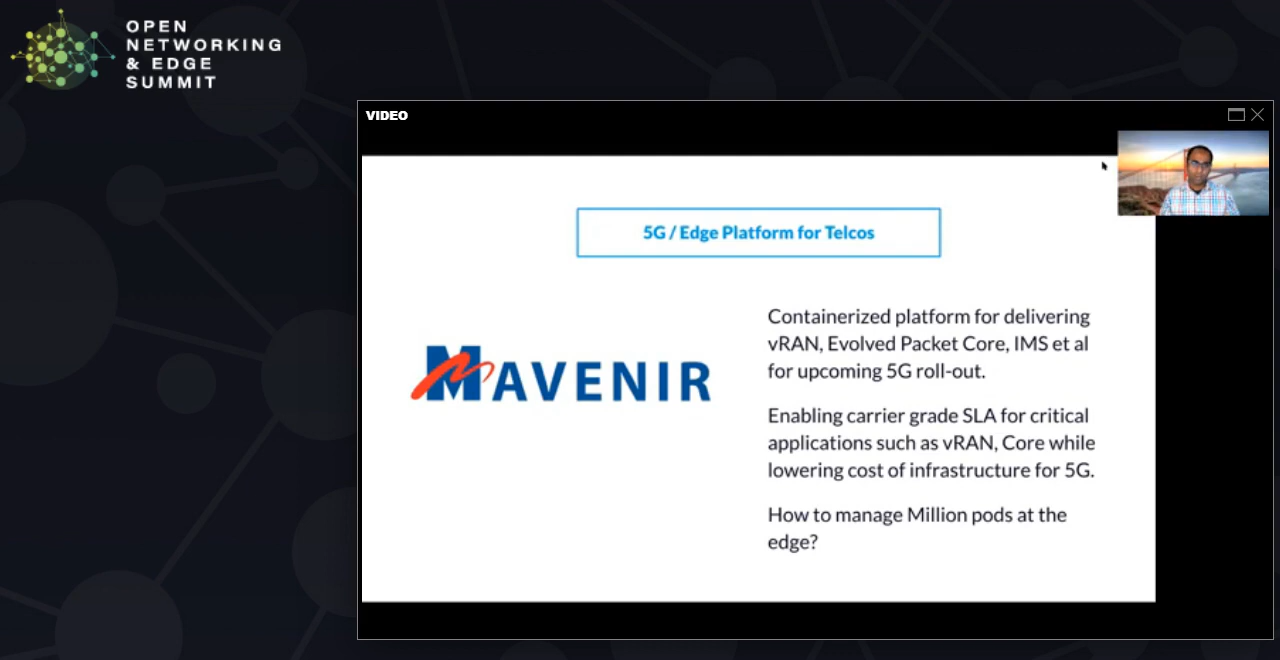 OPEN
NETWORKING
& EDGE
SUMMIT
VIDEO
5G / Edge Platform for Telcos
MAVENIR
Containerized platform for delivering
vRAN, Evolved Packet Core, IMS et al
for upcoming 5G roll-out.
Enabling carrier grade SLA for critical
applications such as vRAN, Core while
lowering cost of infrastructure for 5G.
How to manage Million pods at the
edge?